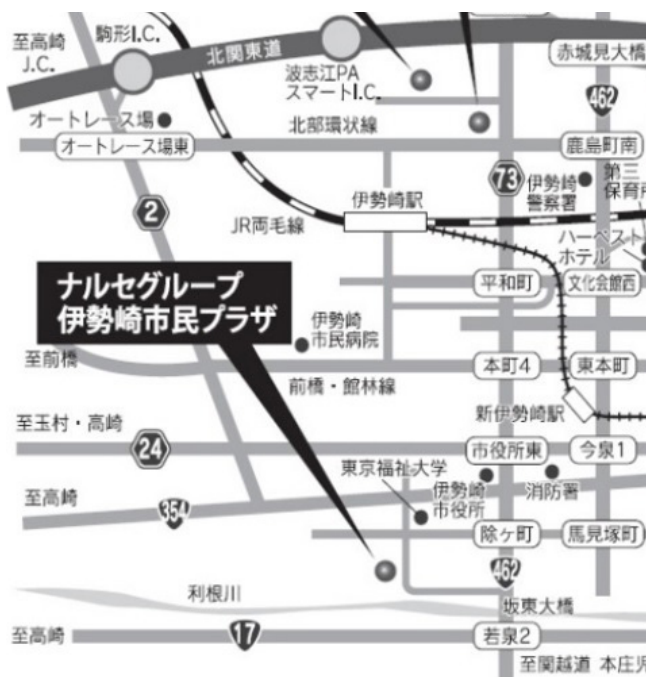 駒形I.C.
至高崎
J.C.
北関東道
波志江PA
スマートI.C.
赤城見大橋
462
オートレース場
北部環状線
オートレース場東
鹿島町南
2
73
伊勢崎駅
伊勢崎
警察署
第三
保育所
JR両毛線
ハーベスト
ホテル
ナルセグループ
伊勢崎市民プラザ
平和町
文化会館西
伊勢崎
市民病院
至前橋
前橋・館林線
本町4
東本町
新伊勢崎駅
至玉村・高崎
24
市役所東
今泉1
東京福祉大学
伊勢崎
市役所
消防署
至高崎
354
除ヶ町
馬見塚町
462
利根川
坂東大橋
至高崎
17
若泉2
至関越道 本庄児